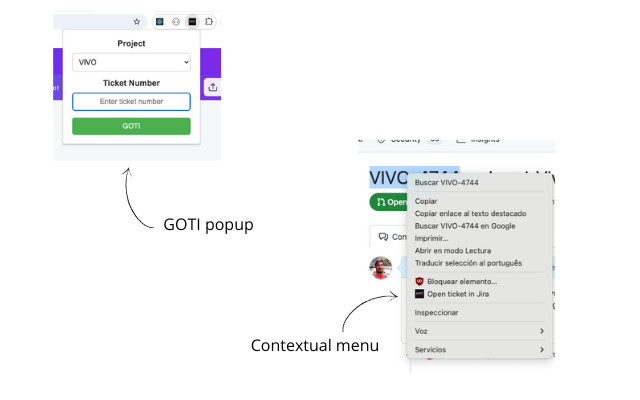 Project
VIVO
Ticket Number
Enter ticket number
GOTI
GOTI popup
Security
Insights
VIVO-4744
Open
Buscar VIVO-4744
Copiar
Copiar enlace al texto destacado
Buscar VIVO-4744 en Google
Imprimir...
Abrir en modo Lectura
Traducir selección al portugués
Bloquear elemento...
Open ticket in Jira
Inspeccionar
Voz
Servicios
Contextual menu